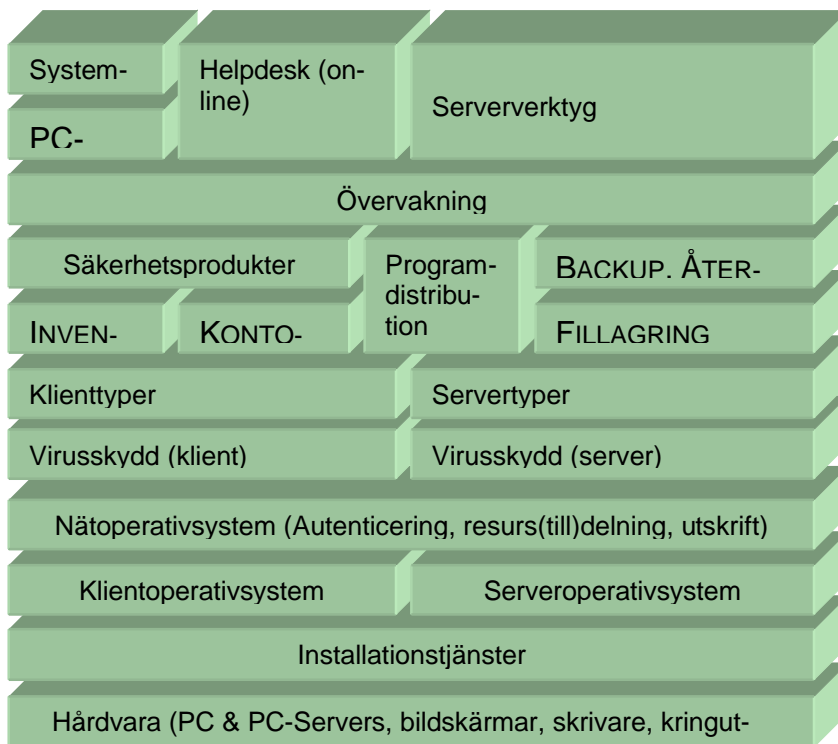 System-
Helpdesk (on-
line)
Serververktyg
PC-
Övervakning
Säkerhetsprodukter
Program-
distribu-
tion
BACKUP. ÅTER-
INVEN-
KONTO-
FILLAGRING
Klienttyper
Servertyper
Virusskydd (klient)
Virusskydd (server)
Nätoperativsystem (Autenticering, resurs(till)delning, utskrift)
Klientoperativsystem
Serveroperativsystem
Installationstjänster
Hårdvara (PC & PC-Servers, bildskärmar, skrivare, kringut-